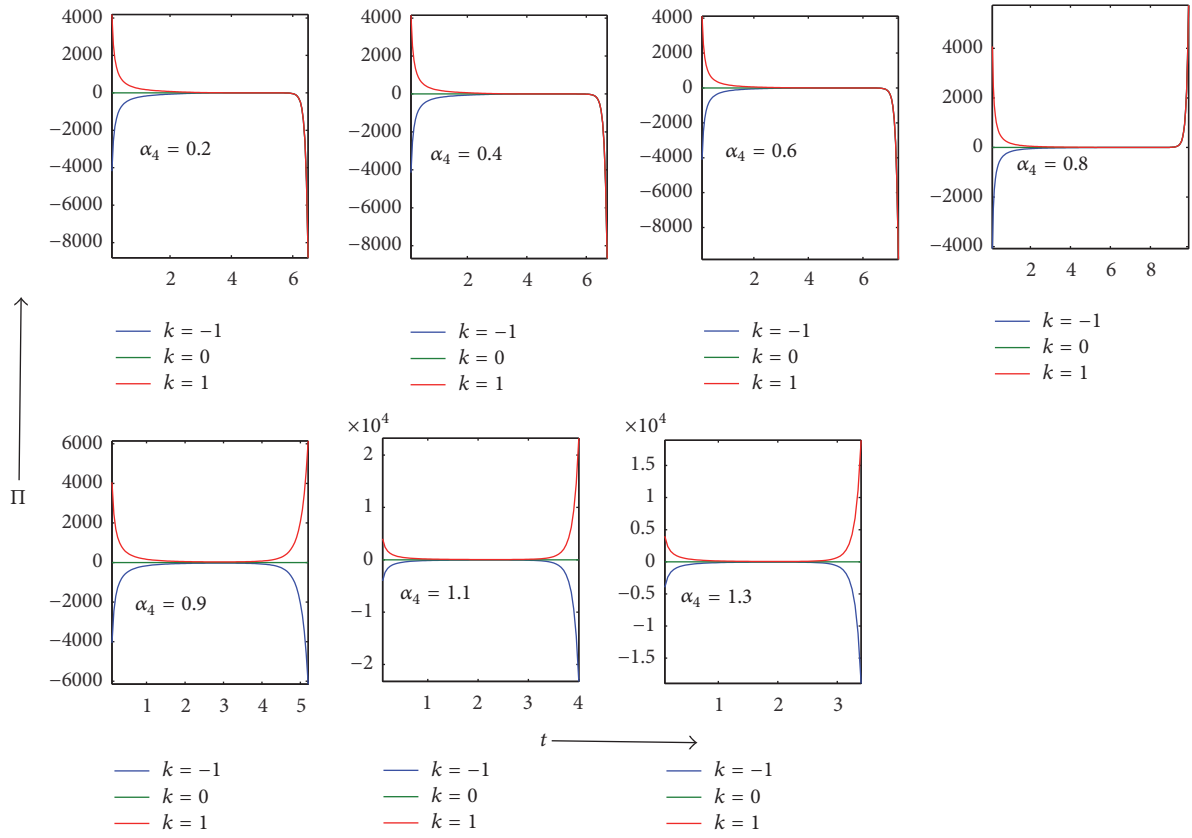 4000
2000
0
−2000
−4000
−6000
−8000
α4 = 0.2
2 4 6
k = −1
k = 0
k = 1
4000
2000
0
−2000
−4000
−6000
−8000
α4 = 0.4
2 4 6
k = −1
k = 0
k = 1
4000
2000
0
−2000
−4000
−6000
−8000
α4 = 0.6
2 4 6
k = −1
k = 0
k = 1
4000
2000
0
−2000
−4000
α4 = 0.8
2 4 6 8
k = −1
k = 0
k = 1
Π
6000
4000
2000
0
−2000
−4000
−6000
α4 = 0.9
1 2 3 4 5
k = −1
k = 0
k = 1
×10^4
2
1
0
−1
−2
α4 = 1.1
1 2 3 4
k = −1
k = 0
k = 1
×10^4
1.5
1
0.5
0
−0.5
−1
−1.5
α4 = 1.3
1 2 3
k = −1
k = 0
k = 1
t